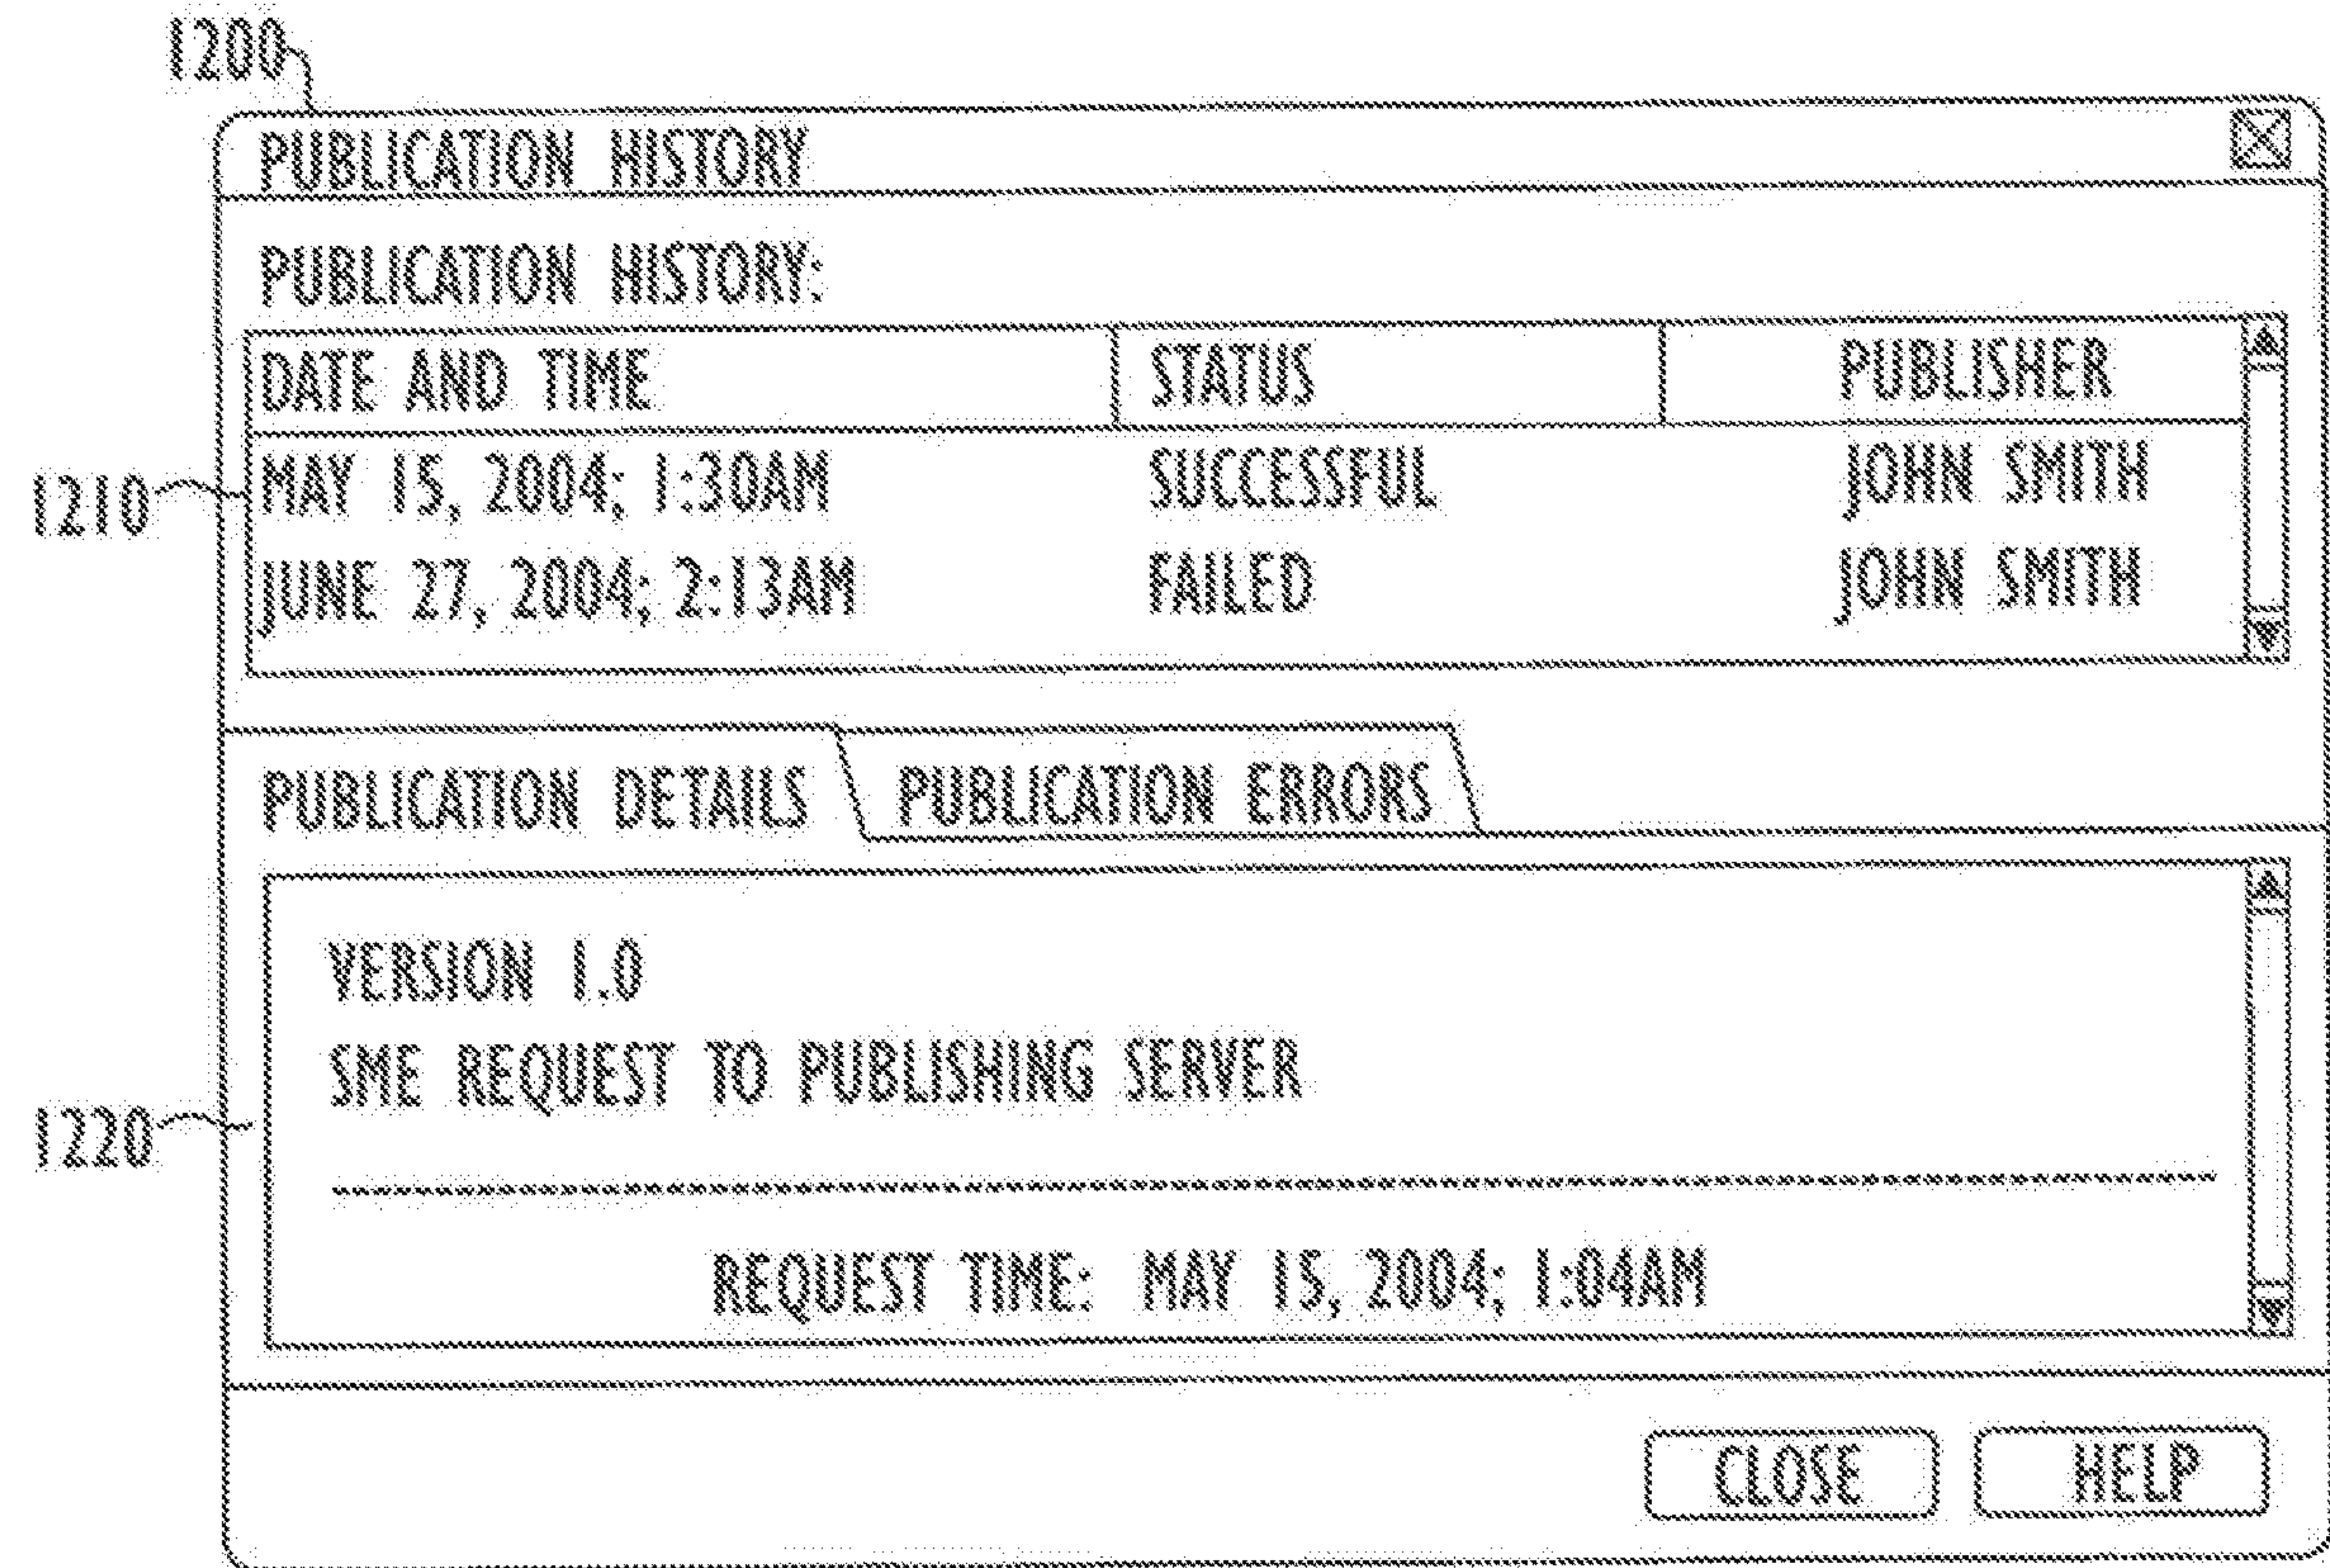 1200
PUBLICATION HISTORY
PUBLICATION HISTORY:
DATE AND TIME STATUS PUBLISHER
1210 MAY 15, 2004; 1:30AM SUCCESSFUL JOHN SMITH
JUNE 27, 2004; 2:13AM FAILED JOHN SMITH
PUBLICATION DETAILS PUBLICATION ERRORS
VERSION 1.0
SME REQUEST TO PUBLISHING SERVER
1220
REQUEST TIME: MAY 15, 2004; 1:04AM
CLOSE HELP